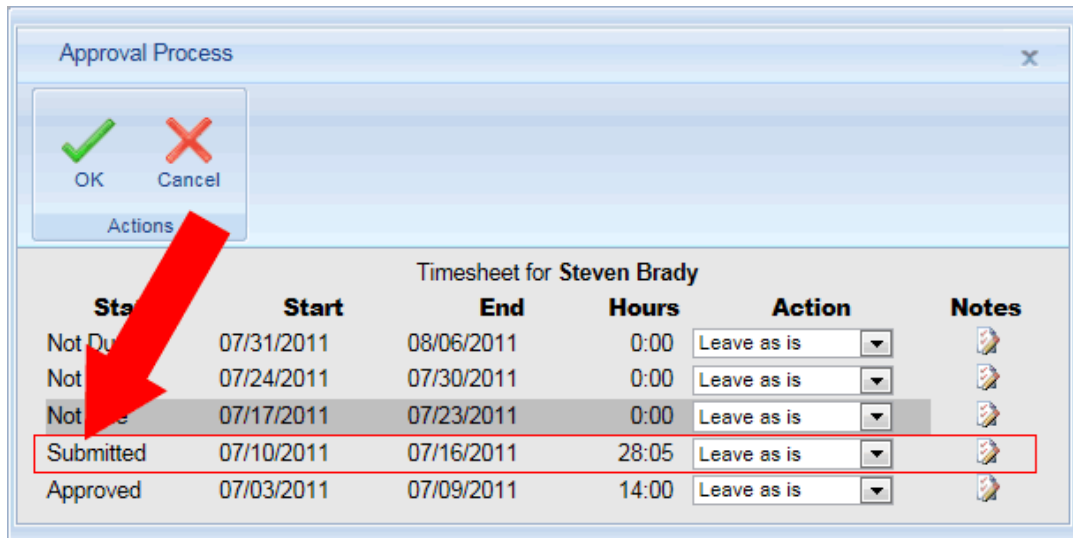 Approval Process
OK Cancel
Actions
Timesheet for Steven Brady
Start End Hours Action Notes
07/31/2011 08/06/2011 0:00 Leave as is
Not 07/24/2011 07/30/2011 0:00 Leave as is
Not 07/17/2011 07/23/2011 0:00 Leave as is
Submitted 07/10/2011 07/16/2011 28:05 Leave as is
Approved 07/03/2011 07/09/2011 14:00 Leave as is